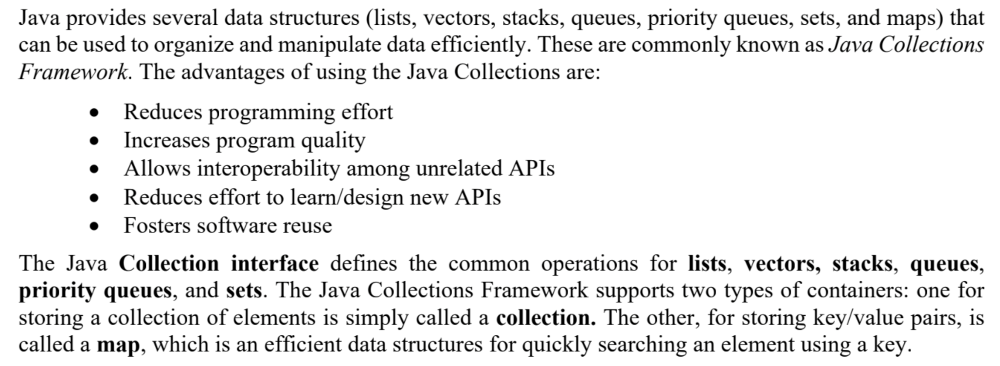 Java provides several data structures (lists, vectors, stacks, queues, priority queues, sets, and maps) that
can be used to organize and manipulate data efficiently. These are commonly known as Java Collections
Framework. The advantages of using the Java Collections are:
• Reduces programming effort
• Increases program quality
• Allows interoperability among unrelated APIs
• Reduces effort to learn/design new APIs
• Fosters software reuse
The Java Collection interface defines the common operations for lists, vectors, stacks, queues,
priority queues, and sets. The Java Collections Framework supports two types of containers: one for
storing a collection of elements is simply called a collection. The other, for storing key/value pairs, is
called a map, which is an efficient data structures for quickly searching an element using a key.